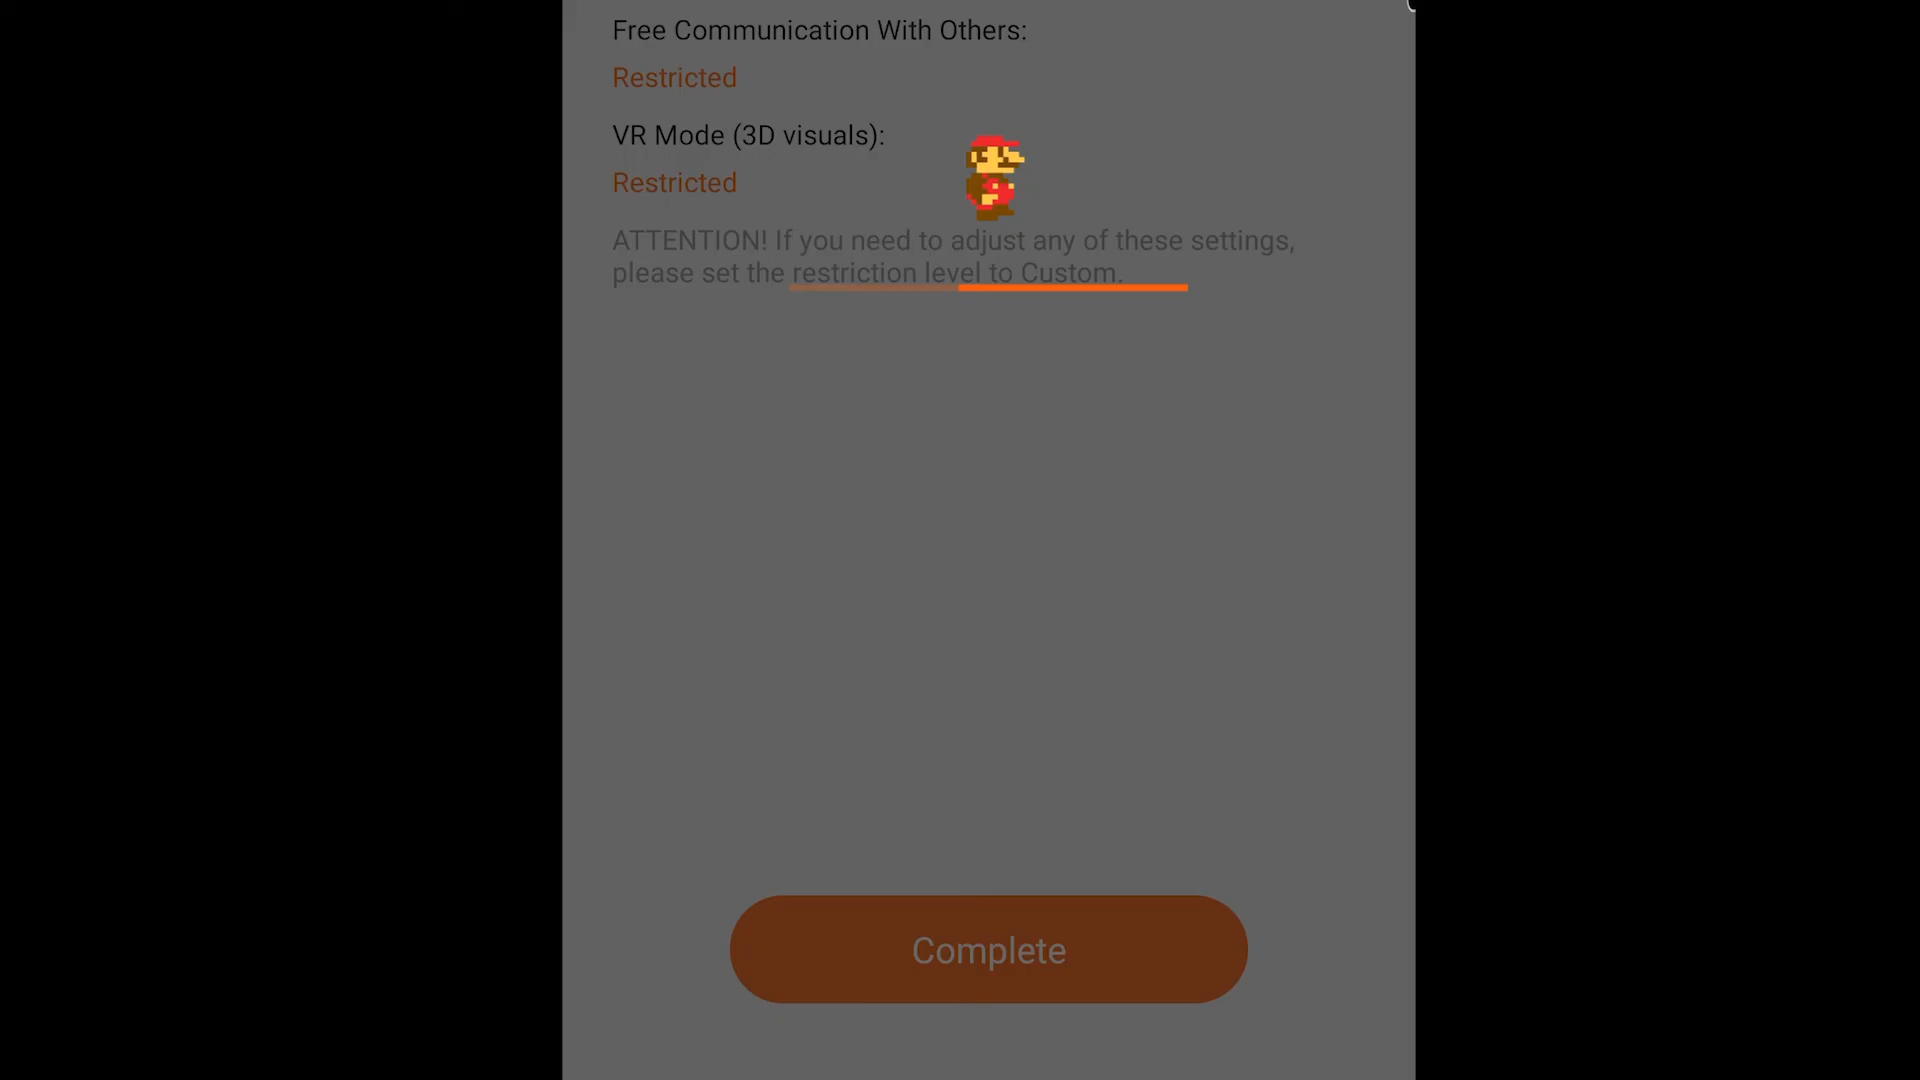 Free Communication With Others:
Restricted
VR Mode (3D visuals):
Restricted
ATTENTION! If you need to adjust any of these settings,
please set the restriction level to Custom.
Complete